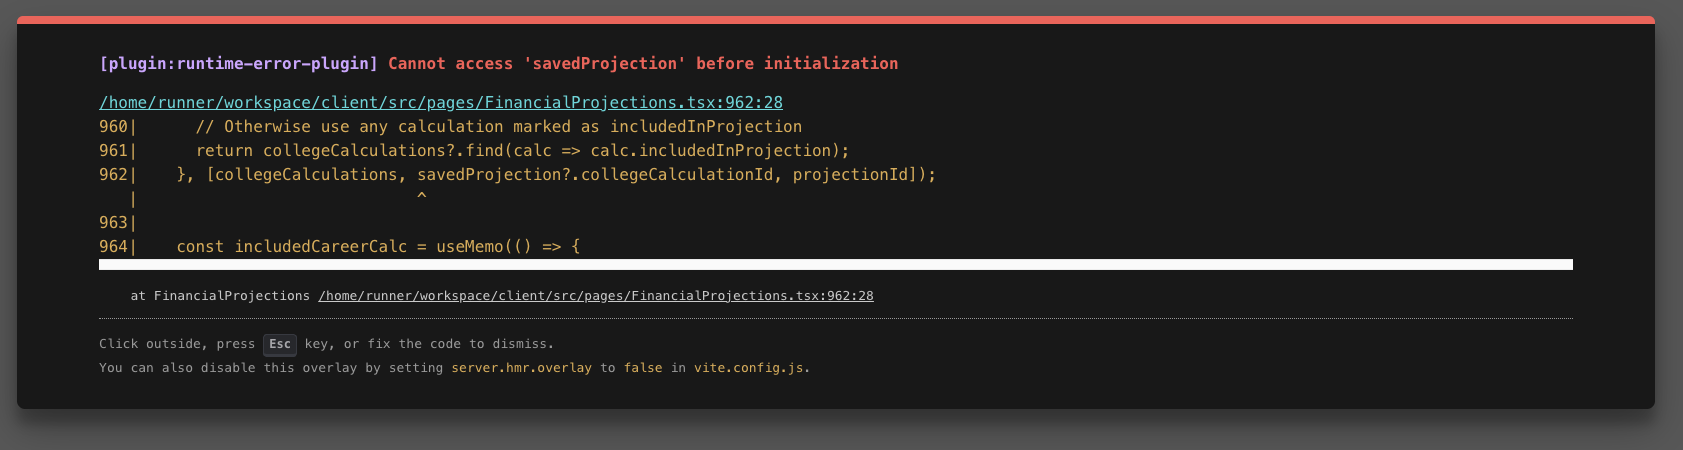 [plugin:runtime-error-plugin] Cannot access 'savedProjection' before initialization
/home/runner/workspace/client/src/pages/FinancialProjections.tsx:962:28
960|      // Otherwise use any calculation marked as includedInProjection
961|      return collegeCalculations?.find(calc => calc.includedInProjection);
962|    }, [collegeCalculations, savedProjection?.collegeCalculationId, projectionId]);
   |                             ^
963|
964|    const includedCareerCalc = useMemo(() => {
at FinancialProjections /home/runner/workspace/client/src/pages/FinancialProjections.tsx:962:28
Click outside, press Esc key, or fix the code to dismiss.
You can also disable this overlay by setting server.hmr.overlay to false in vite.config.js.